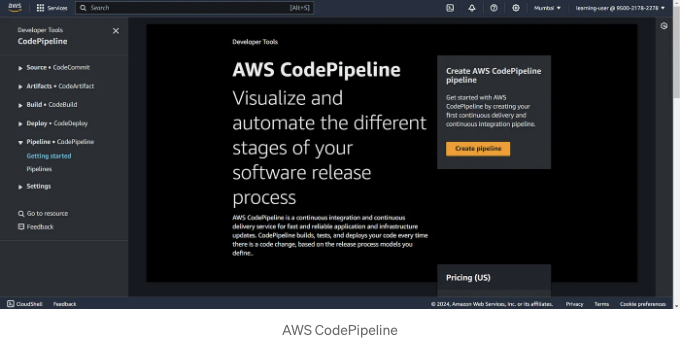 aws
Services
Search
[Alt+S]
Mumbai
learning-user @ 9500-2178-2278
Developer Tools
CodePipeline
Source • CodeCommit
Artifacts • CodeArtifact
Build • CodeBuild
Deploy • CodeDeploy
Pipeline • CodePipeline
Getting started
Pipelines
Settings
Go to resource
Feedback
Developer Tools
AWS CodePipeline
Visualize and
automate the different
stages of your
software release
process
AWS CodePipeline is a continuous integration and continuous
delivery service for fast and reliable application and infrastructure
updates. CodePipeline builds, tests, and deploys your code every time
there is a code change, based on the release process models you
define..
Create AWS CodePipeline
pipeline
Get started with AWS
CodePipeline by creating your
first continuous delivery and
continuous integration pipeline.
Create pipeline
Pricing (US)
CloudShell
Feedback
© 2024, Amazon Web Services, Inc. or its affiliates.
Privacy
Terms
Cookie preferences
AWS CodePipeline